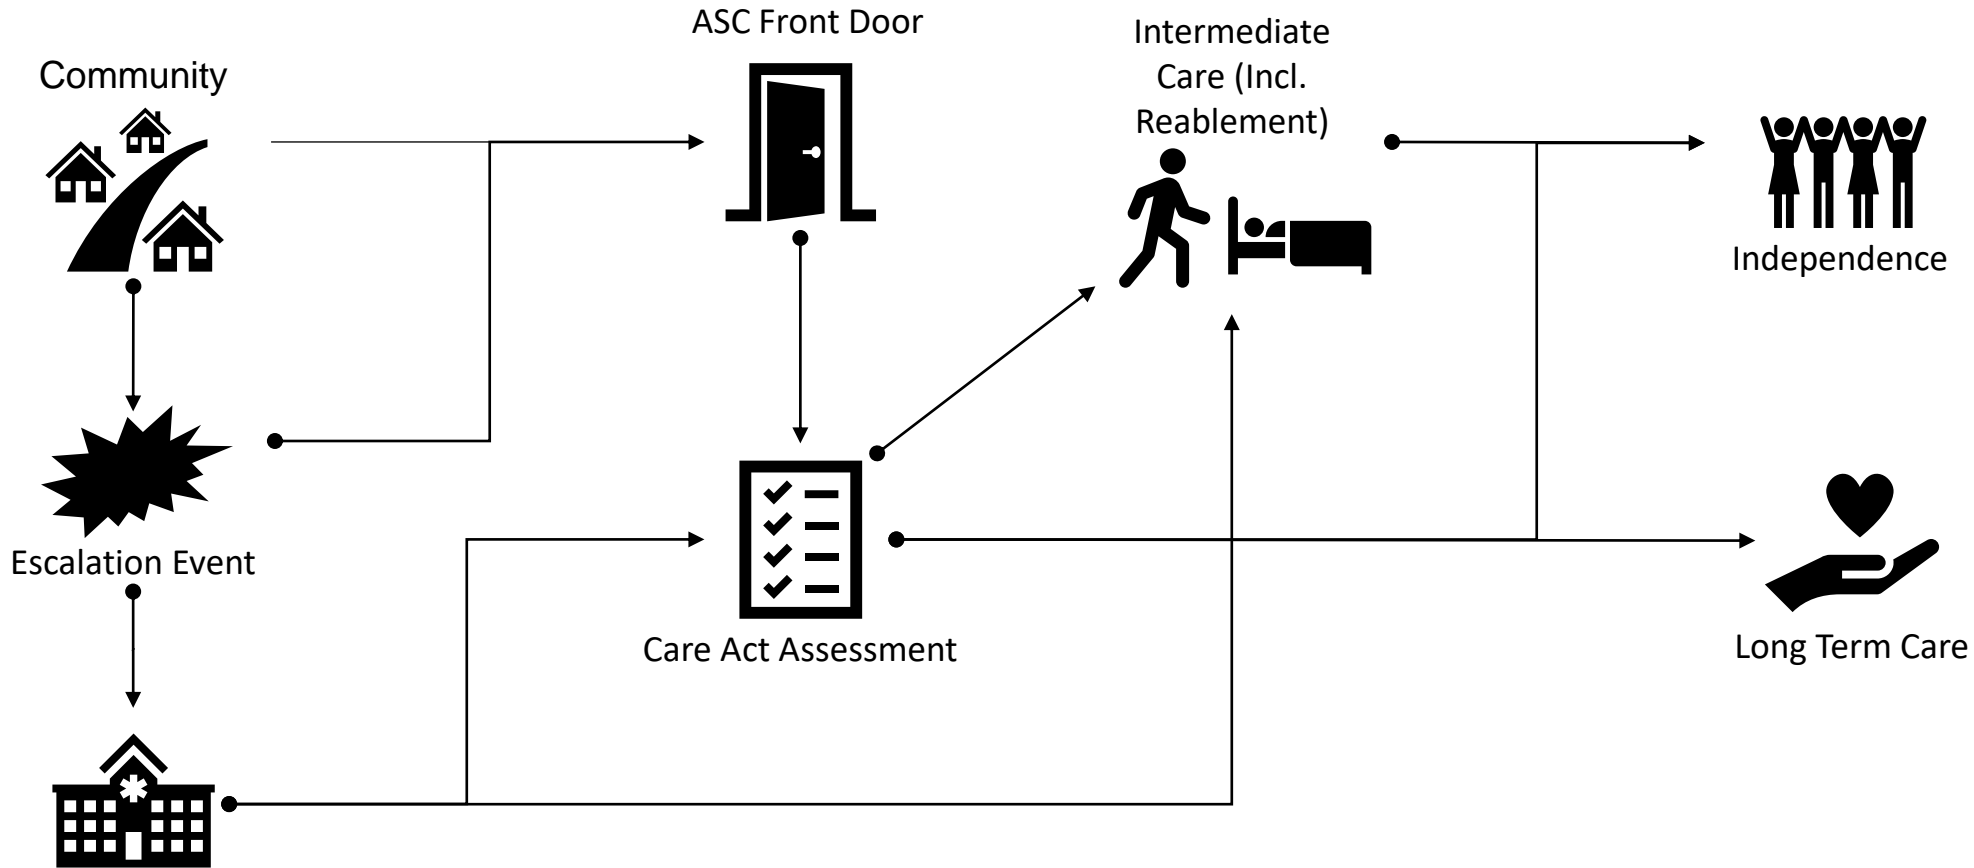 ASC Front Door
Intermediate
Care (Incl.
Reablement)
Community
Independence
Escalation Event
Care Act Assessment
Long Term Care